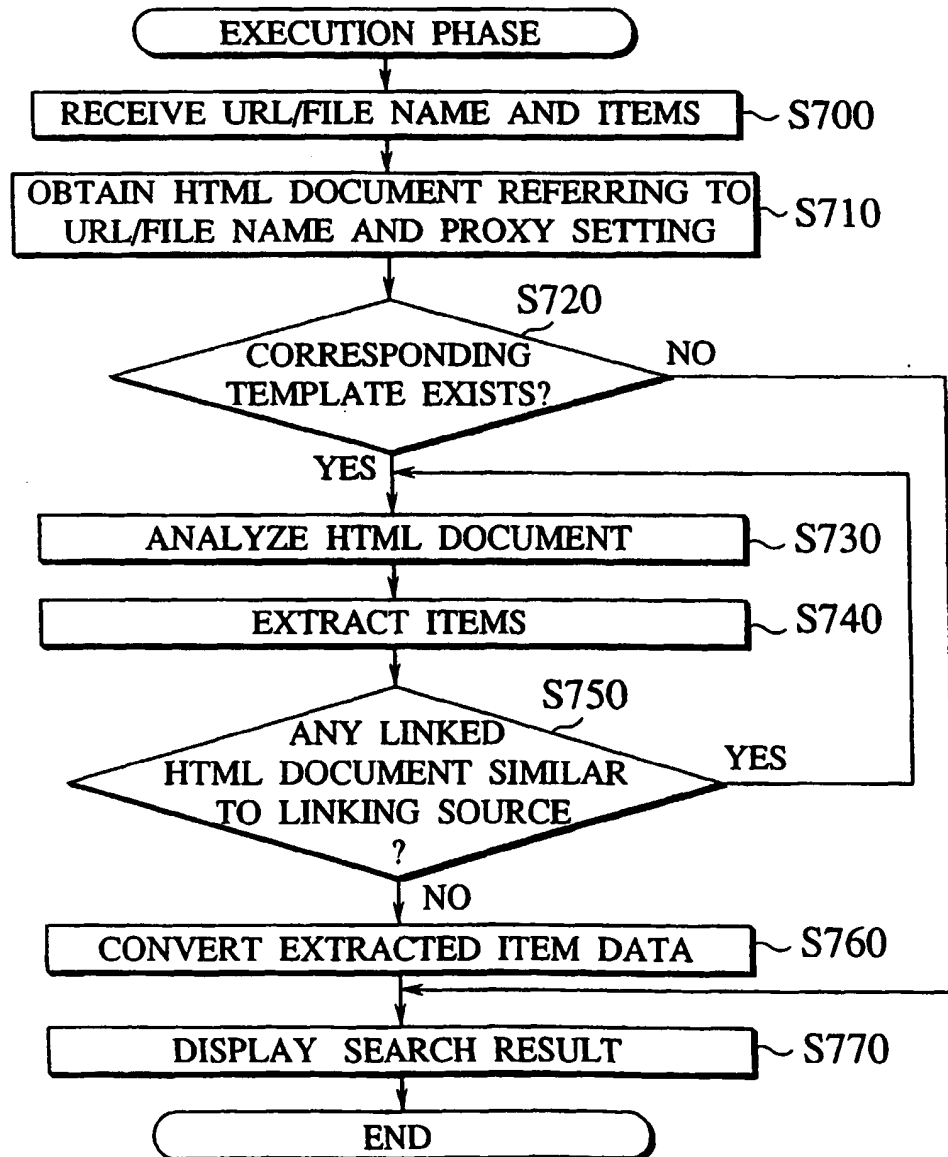 EXECUTION PHASE
RECEIVE URL/FILE NAME AND ITEMS
S700
OBTAIN HTML DOCUMENT REFERRING TO
URL/FILE NAME AND PROXY SETTING
S710
S720
CORRESPONDING
TEMPLATE EXISTS?
NO
YES
ANALYZE HTML DOCUMENT
S730
EXTRACT ITEMS
S740
S750
ANY LINKED
HTML DOCUMENT SIMILAR
TO LINKING SOURCE
?
YES
NO
CONVERT EXTRACTED ITEM DATA
S760
DISPLAY SEARCH RESULT
S770
END